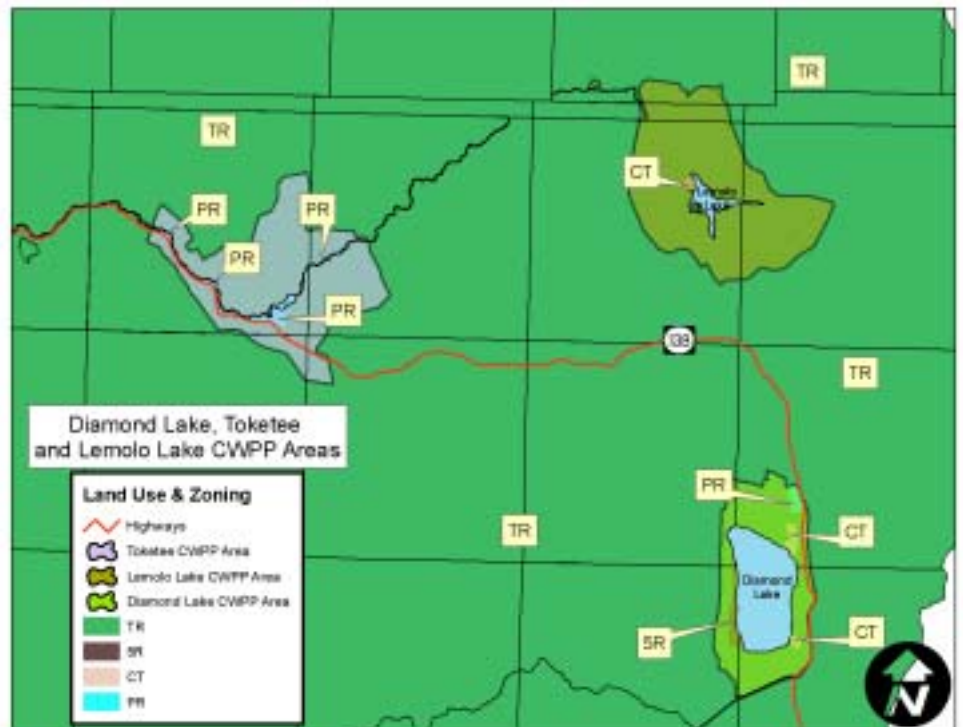 TR
TR
CT
Lemolo Lake
PR
PR
PR
PR
138
TR
Diamond Lake, Toketee
and Lemolo Lake CWPP Areas
PR
TR
CT
Diamond
Lake
5R
CT
Land Use & Zoning
Highways
Toketee CWPP Area
Lemolo Lake CWPP Area
Diamond Lake CWPP Area
TR
5R
CT
PR
N